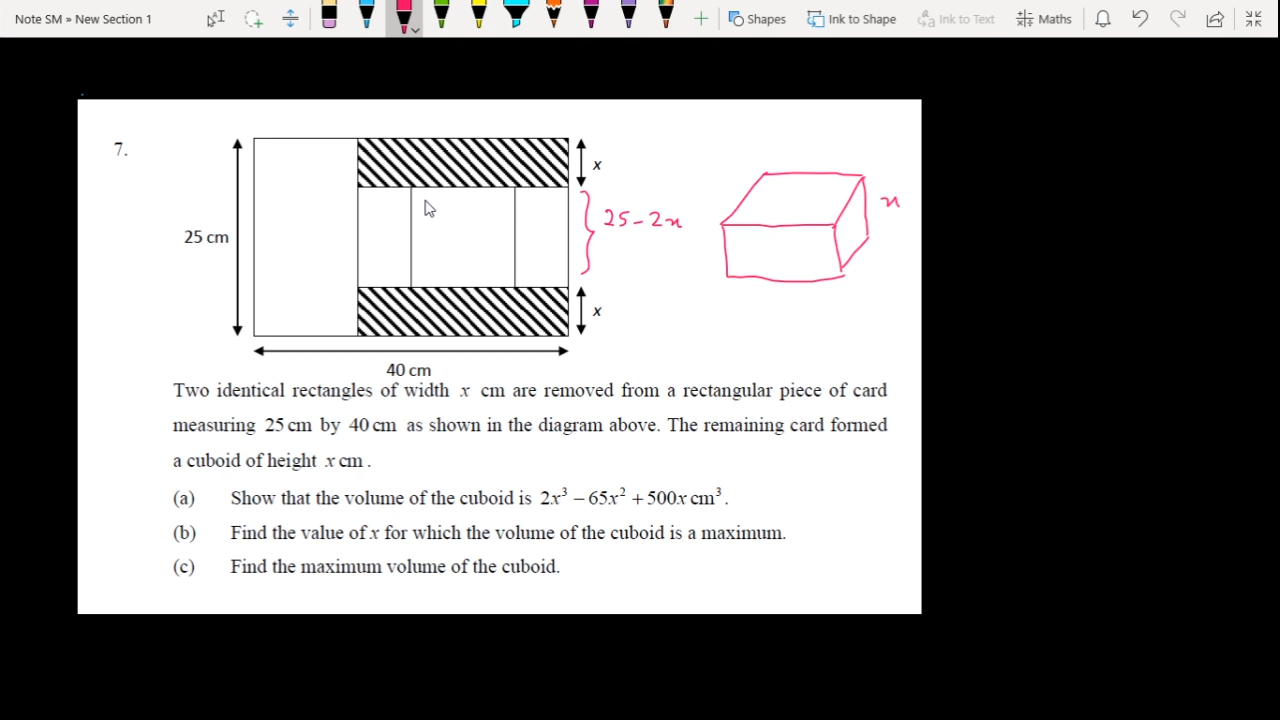 Note SM » New Section 1
Shapes
Ink to Shape
Ink to Text
Maths
7.
x
25 - 2x
x
25 cm
x
40 cm
Two identical rectangles of width x cm are removed from a rectangular piece of card
measuring 25 cm by 40 cm as shown in the diagram above. The remaining card formed
a cuboid of height x cm .
(a) Show that the volume of the cuboid is 2x³ − 65x² + 500x cm³.
(b) Find the value of x for which the volume of the cuboid is a maximum.
(c) Find the maximum volume of the cuboid.